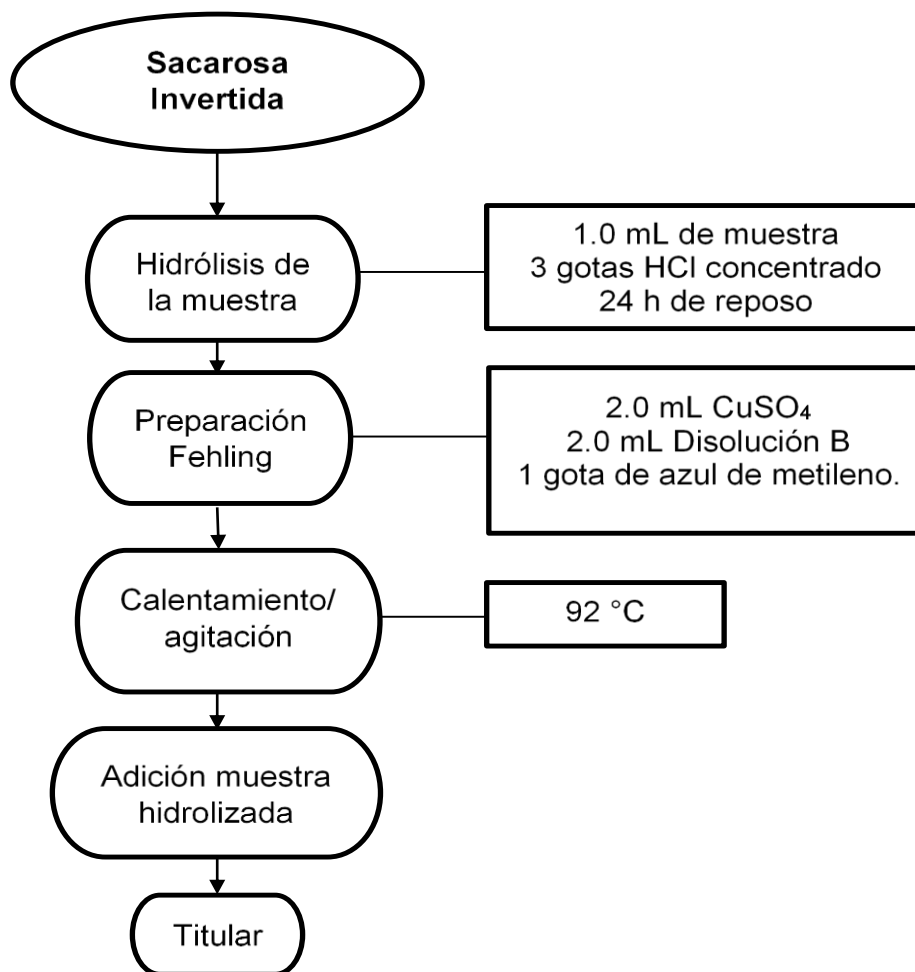 Sacarosa
Invertida
Hidrólisis de
la muestra
1.0 mL de muestra
3 gotas HCl concentrado
24 h de reposo
Preparación
Fehling
2.0 mL CuSO₄
2.0 mL Disolución B
1 gota de azul de metileno.
Calentamiento/
agitación
92 °C
Adición muestra
hidrolizada
Titular